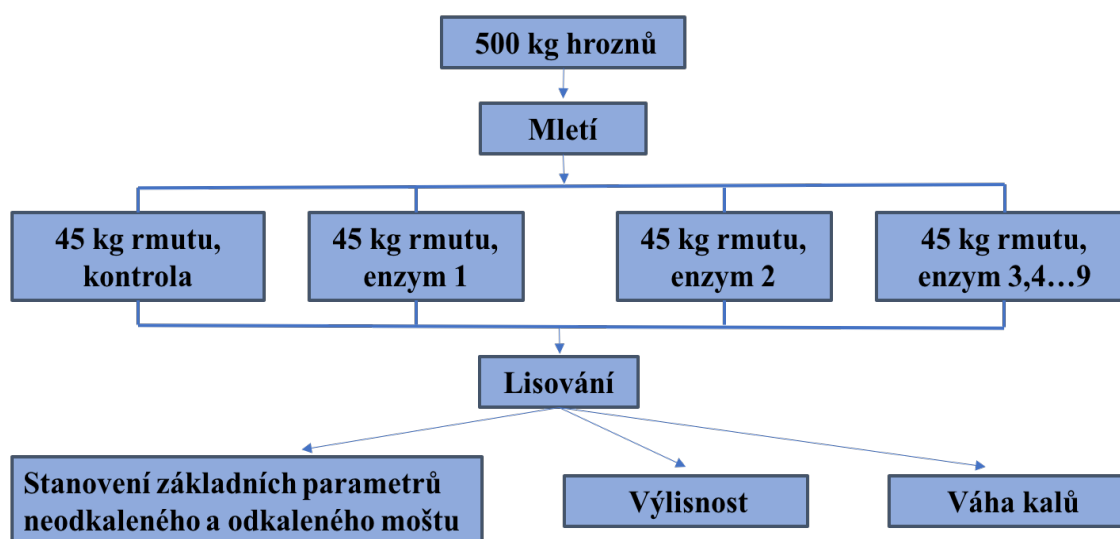 500 kg hroznů
Mletí
45 kg rmutu,
kontrola
45 kg rmutu,
enzym 1
45 kg rmutu,
enzym 2
45 kg rmutu,
enzym 3,4…9
Lisování
Stanovení základních parametrů
neodkaleného a odkaleného moštu
Výlisnost
Váha kalů